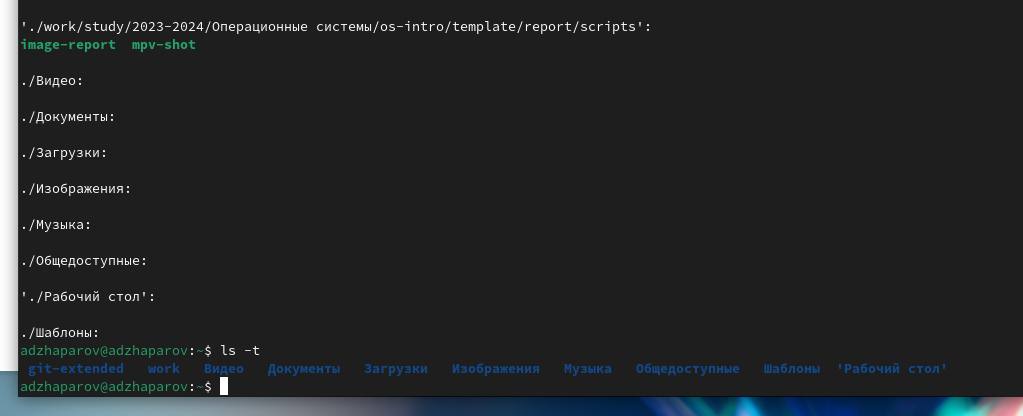 './work/study/2023-2024/Операционные системы/os-intro/template/report/scripts':
image-report  mpv-shot
./Видео:
./Документы:
./Загрузки:
./Изображения:
./Музыка:
./Общедоступные:
'./Рабочий стол':
./Шаблоны:
adzhaparov@adzhaparov:~$ ls -t
git-extended   work   Видео   Документы   Загрузки   Изображения   Музыка   Общедоступные   Шаблоны  'Рабочий стол'
adzhaparov@adzhaparov:~$